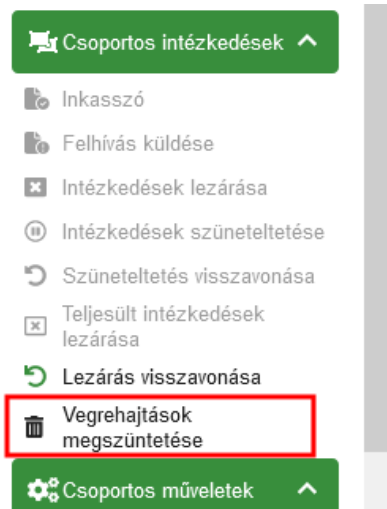 Csoportos intézkedések
Inkasszó
Felhívás küldése
Intézkedések lezárása
Intézkedések szüneteltetése
Szüneteltetés visszavonása
Teljesült intézkedések
lezárása
Lezárás visszavonása
Vegrehajtások
megszüntetése
Csoportos műveletek